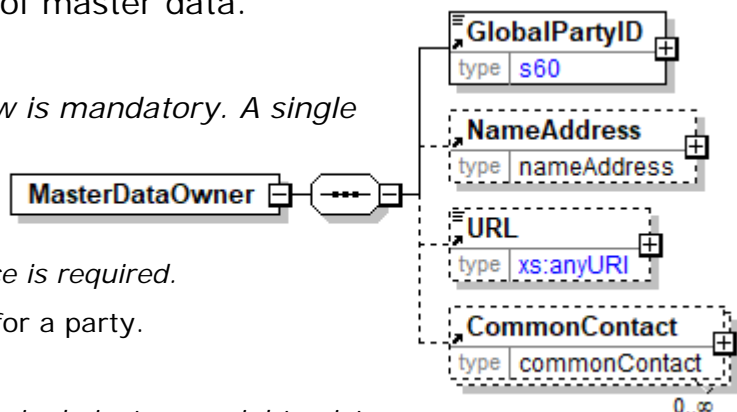 of master data.
GlobalPartyID
type s60
w is mandatory. A single
NameAddress
type nameAddress
MasterDataOwner
URL
type xs:anyURI
ce is required.
for a party.
CommonContact
type commonContact
0..∞